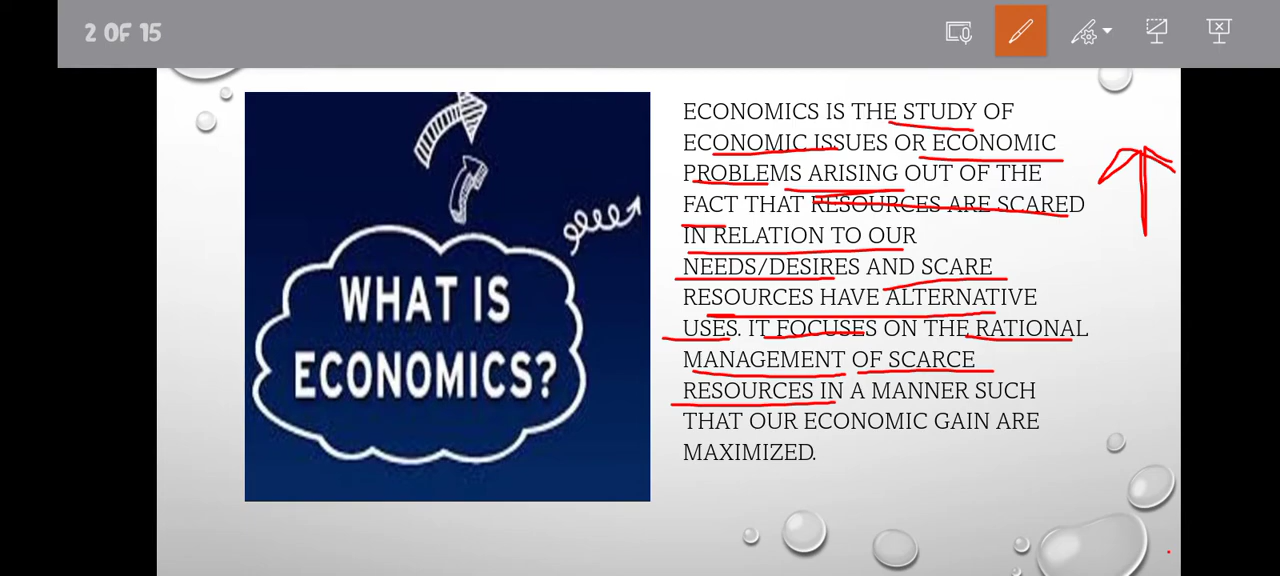 2 OF 15
WHAT IS
ECONOMICS?
ECONOMICS IS THE STUDY OF
ECONOMIC ISSUES OR ECONOMIC
PROBLEMS ARISING OUT OF THE
FACT THAT RESOURCES ARE SCARED
IN RELATION TO OUR
NEEDS/DESIRES AND SCARE
RESOURCES HAVE ALTERNATIVE
USES. IT FOCUSES ON THE RATIONAL
MANAGEMENT OF SCARCE
RESOURCES IN A MANNER SUCH
THAT OUR ECONOMIC GAIN ARE
MAXIMIZED.